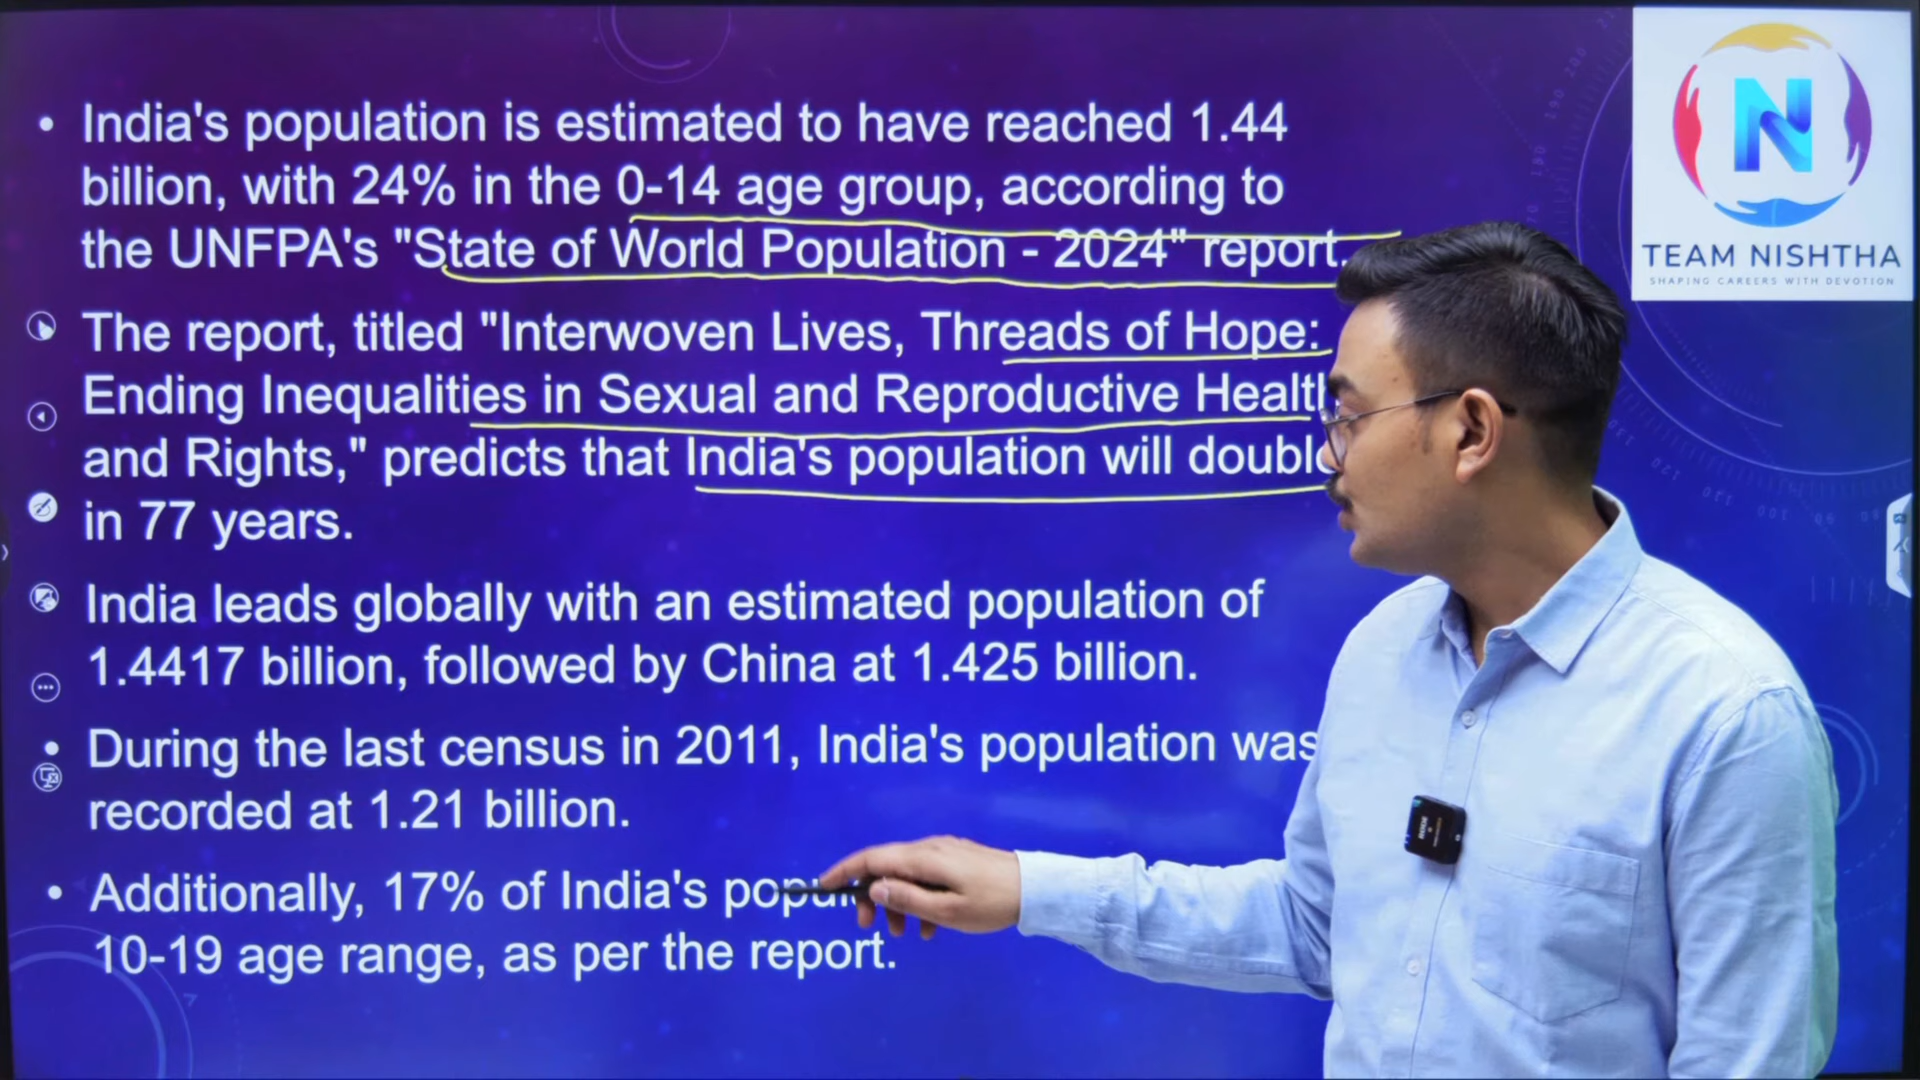 India's population is estimated to have reached 1.44
billion, with 24% in the 0-14 age group, according to
the UNFPA's "State of World Population - 2024" report.
The report, titled "Interwoven Lives, Threads of Hope:
Ending Inequalities in Sexual and Reproductive Healt
and Rights," predicts that India's population will doubl
in 77 years.
India leads globally with an estimated population of
1.4417 billion, followed by China at 1.425 billion.
During the last census in 2011, India's population was
recorded at 1.21 billion.
Additionally, 17% of India's popu
10-19 age range, as per the report.
N
TEAM NISHTHA
SHAPING CAREERS WITH DEVOTION